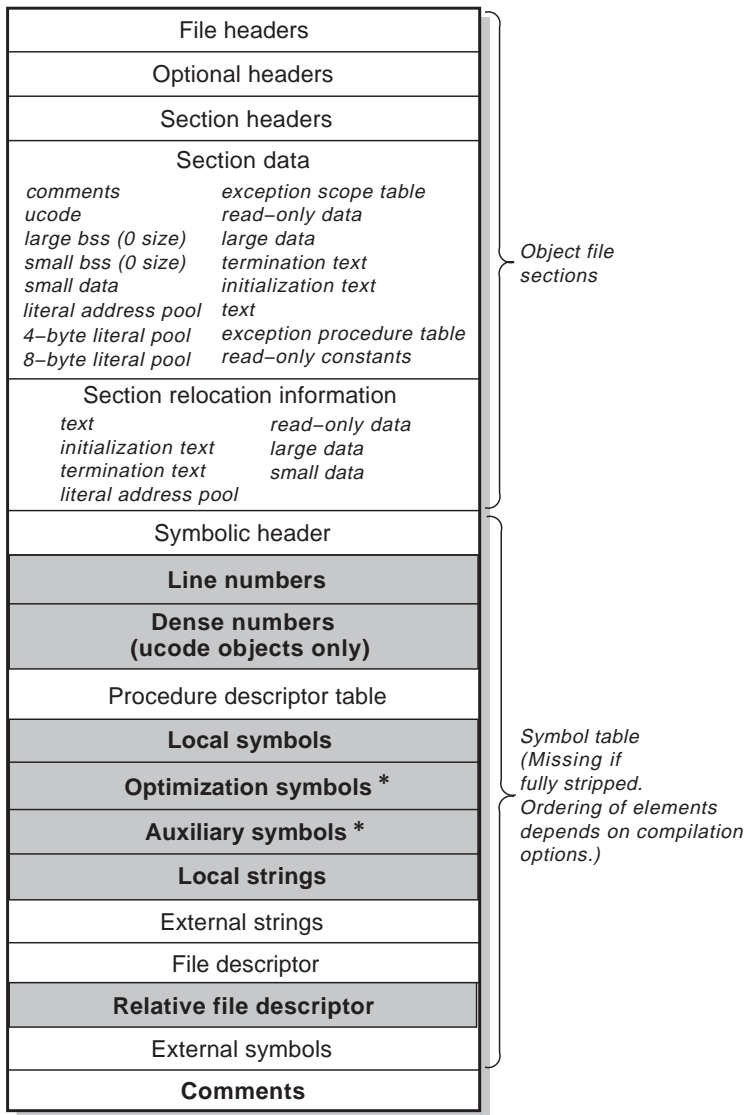 File headers
Optional headers
Section headers
Section data
comments
ucode
large bss (0 size)
small bss (0 size)
small data
literal address pool
4−byte literal pool
8−byte literal pool
exception scope table
read−only data
large data
termination text
initialization text
text
exception procedure table
read−only constants
Section relocation information
text
initialization text
termination text
literal address pool
read−only data
large data
small data
Object file
sections
Symbolic header
Line numbers
Dense numbers
(ucode objects only)
Procedure descriptor table
Local symbols
Optimization symbols *
Auxiliary symbols *
Local strings
External strings
File descriptor
Relative file descriptor
External symbols
Symbol table
(Missing if
fully stripped.
Ordering of elements
depends on compilation
options.)
Comments